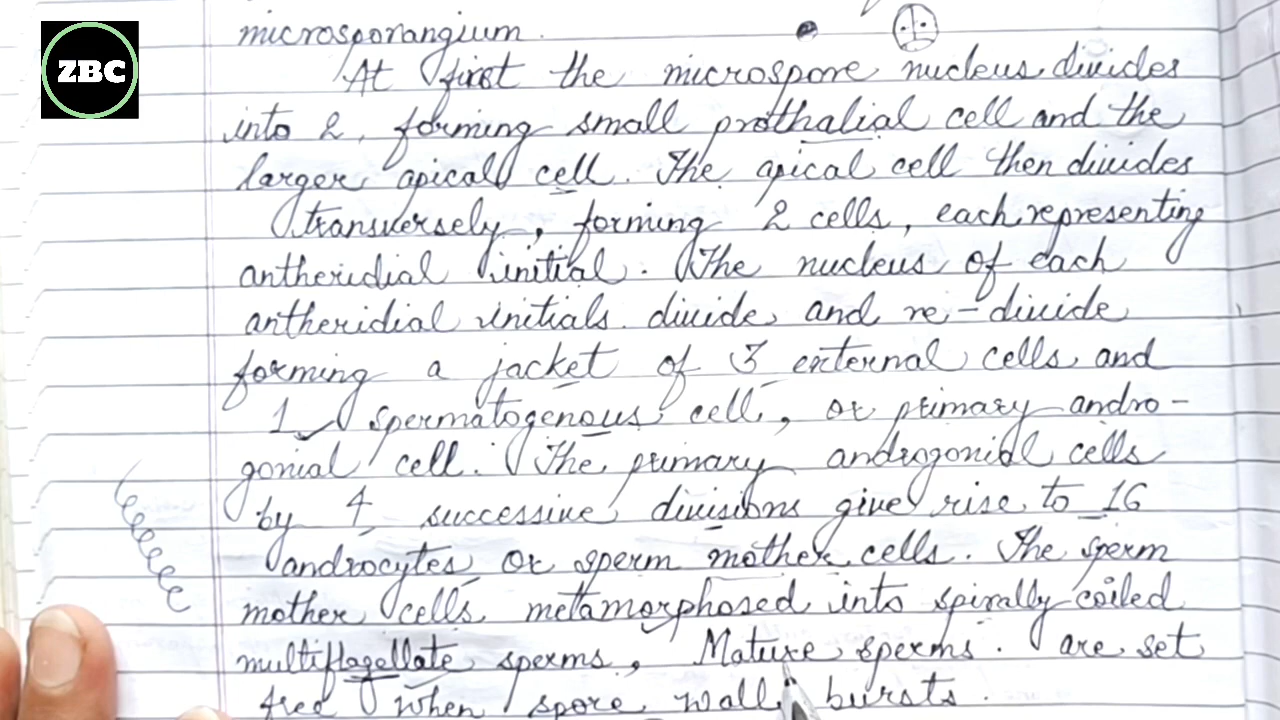 ZBC
microsporangium.
At first the microspore nucleus divides
into 2, forming small prothalial cell and the
larger apical cell. The apical cell then divides
transversely, forming 2 cells, each representing
antheridial initial. The nucleus of each
antheridial initials divide and re-divide
forming a jacket of 3 external cells and
1 spermatogenous cell, or primary andro-
gonial cell. The primary androgonial cells
by 4 successive divisions give rise to 16
androcytes or sperm mother cells. The sperm
mother cells metamorphosed into spirally coiled
multiflagellate sperms, Mature sperms. are set
free when spore wall bursts.